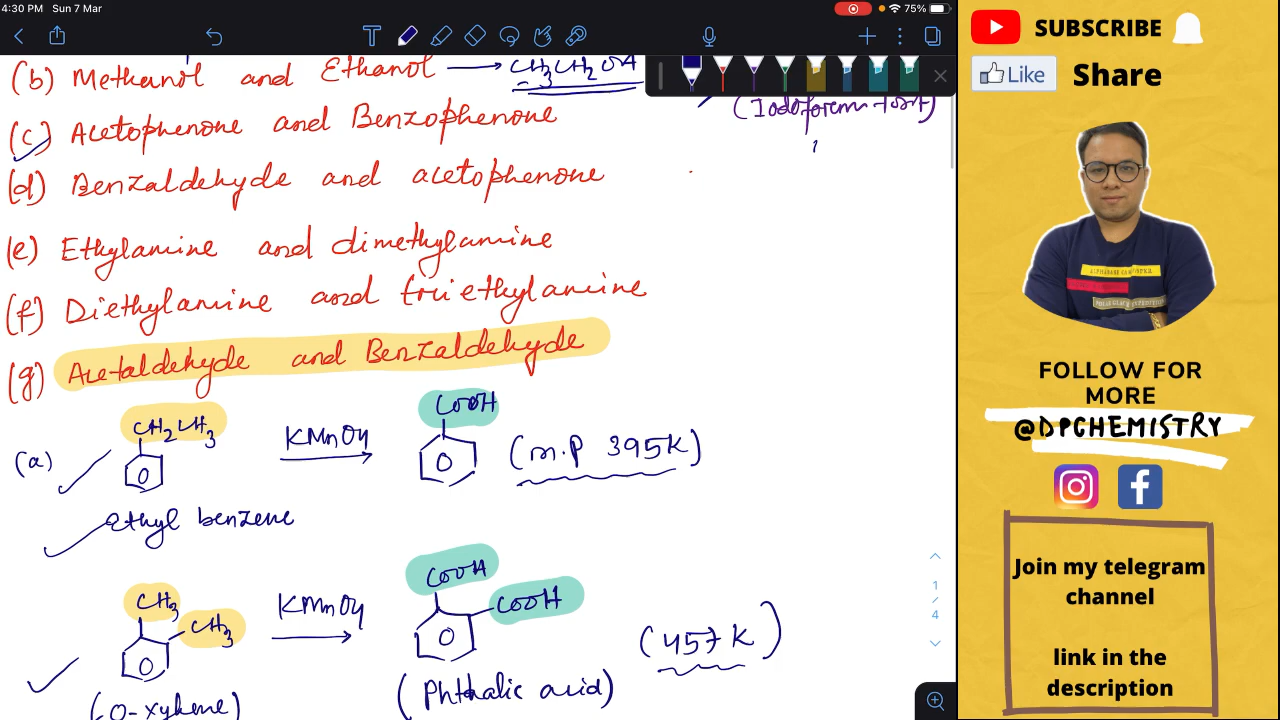 4:30 PM Sun 7 Mar
75%
(b) Methanol and Ethanol → CH3CH2OH
(Iodoform test)
(c) Acetophenone and Benzophenone
(d) Benzaldehyde and acetophenone
(e) Ethylamine and dimethylamine
(f) Diethylamine and triethylamine
(g) Acetaldehyde and Benzaldehyde
(a) CH2CH3 KMnO4 COOH (m.p 395K)
ethyl benzene
CH3 CH3 KMnO4 COOH COOH (457K)
(O-xylene) (Phthalic acid)
1
/
4
SUBSCRIBE
Like Share
FOLLOW FOR
MORE
@DPCHEMISTRY
Join my telegram
channel
link in the
description